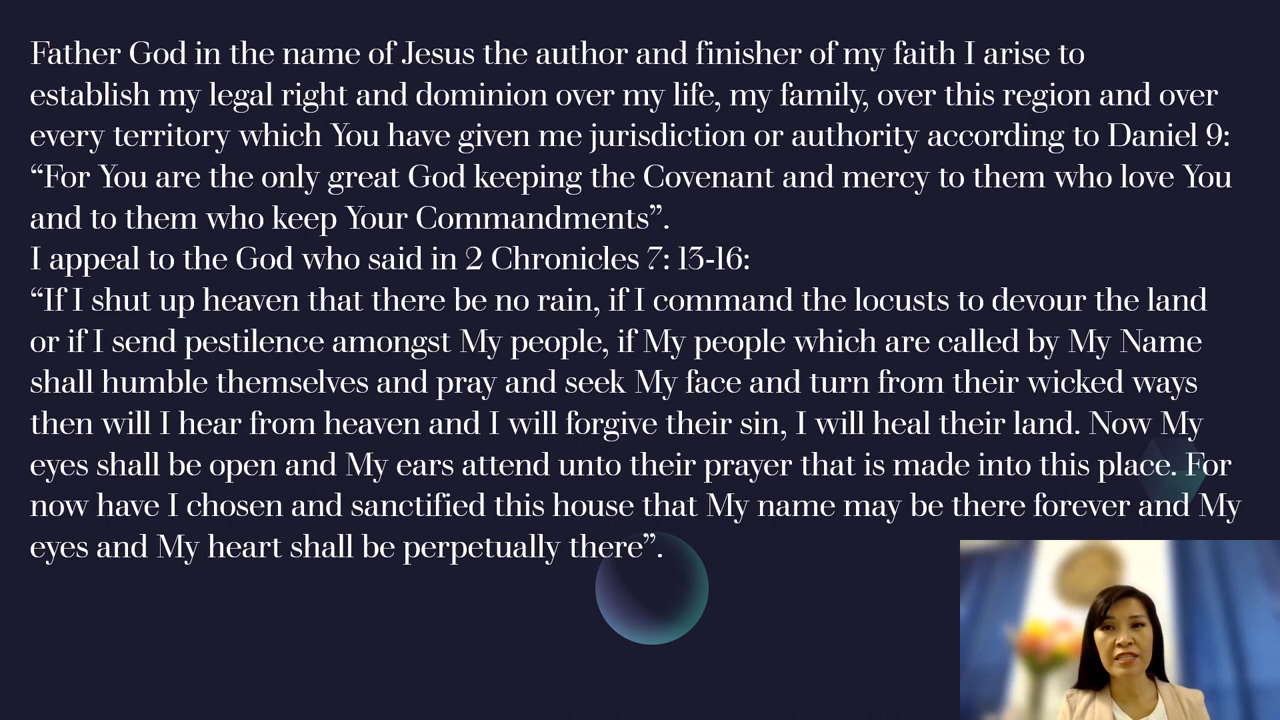 Father God in the name of Jesus the author and finisher of my faith I arise to
establish my legal right and dominion over my life, my family, over this region and over
every territory which You have given me jurisdiction or authority according to Daniel 9:
“For You are the only great God keeping the Covenant and mercy to them who love You
and to them who keep Your Commandments”.
I appeal to the God who said in 2 Chronicles 7: 13-16:
“If I shut up heaven that there be no rain, if I command the locusts to devour the land
or if I send pestilence amongst My people, if My people which are called by My Name
shall humble themselves and pray and seek My face and turn from their wicked ways
then will I hear from heaven and I will forgive their sin, I will heal their land. Now My
eyes shall be open and My ears attend unto their prayer that is made into this place. For
now have I chosen and sanctified this house that My name may be there forever and My
eyes and My heart shall be perpetually there”.